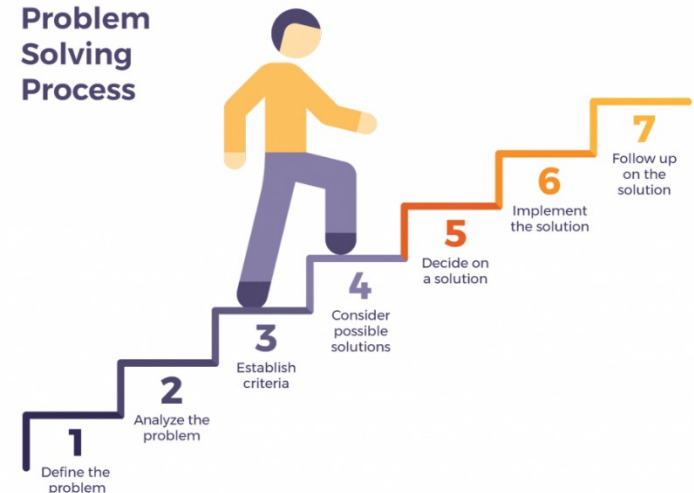 Problem
Solving
Process
1
Define the
problem
2
Analyze the
problem
3
Establish
criteria
4
Consider
possible
solutions
5
Decide on
a solution
6
Implement
the solution
7
Follow up
on the
solution